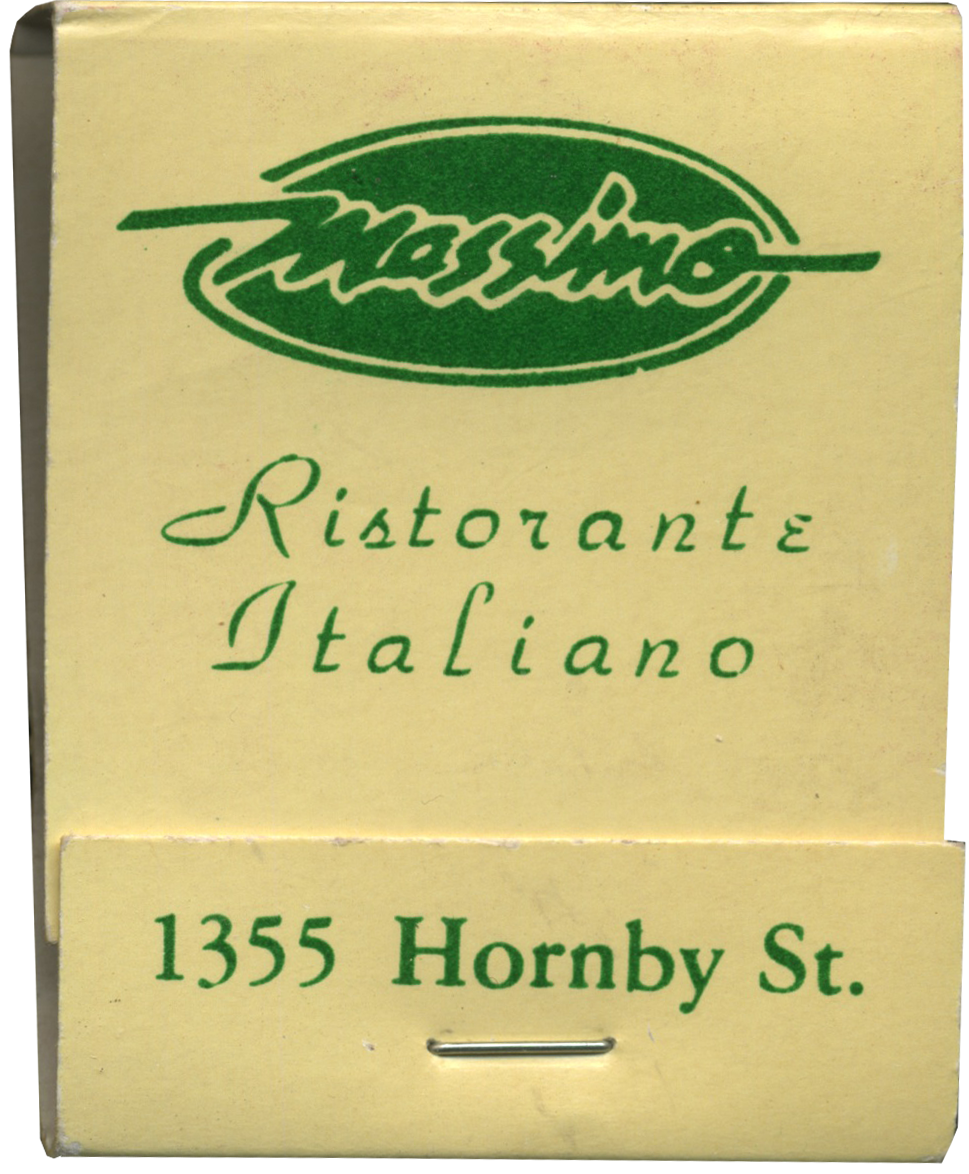 Massimo
Ristorante
Italiano
1355 Hornby St.